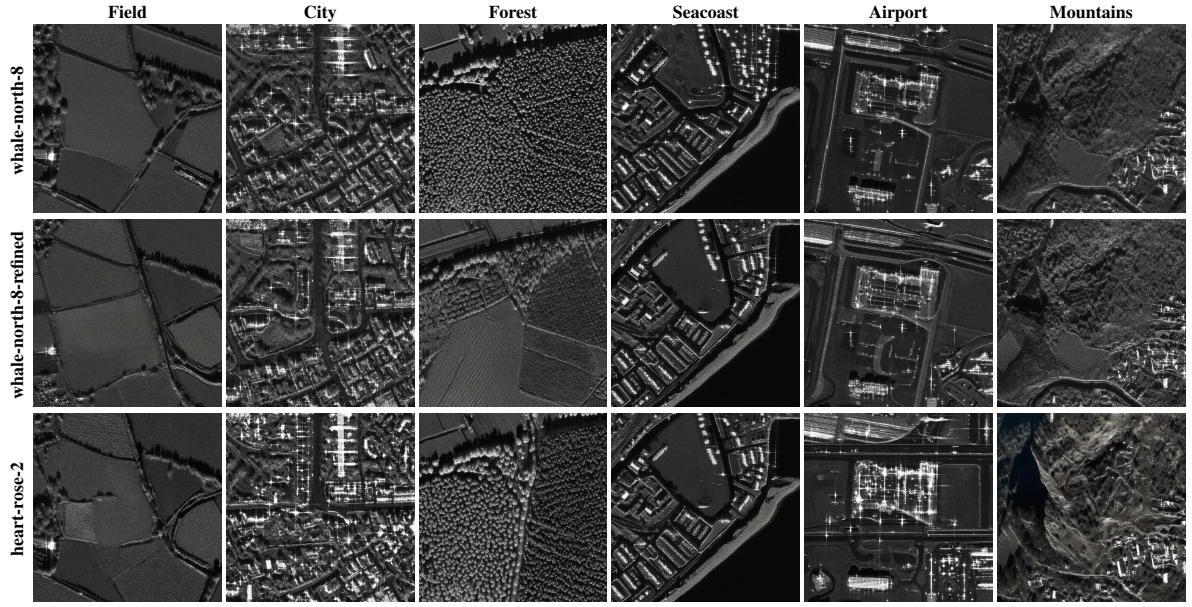 Field City Forest Seacoast Airport Mountains
whale-north-8
whale-north-8-refined
heart-rose-2